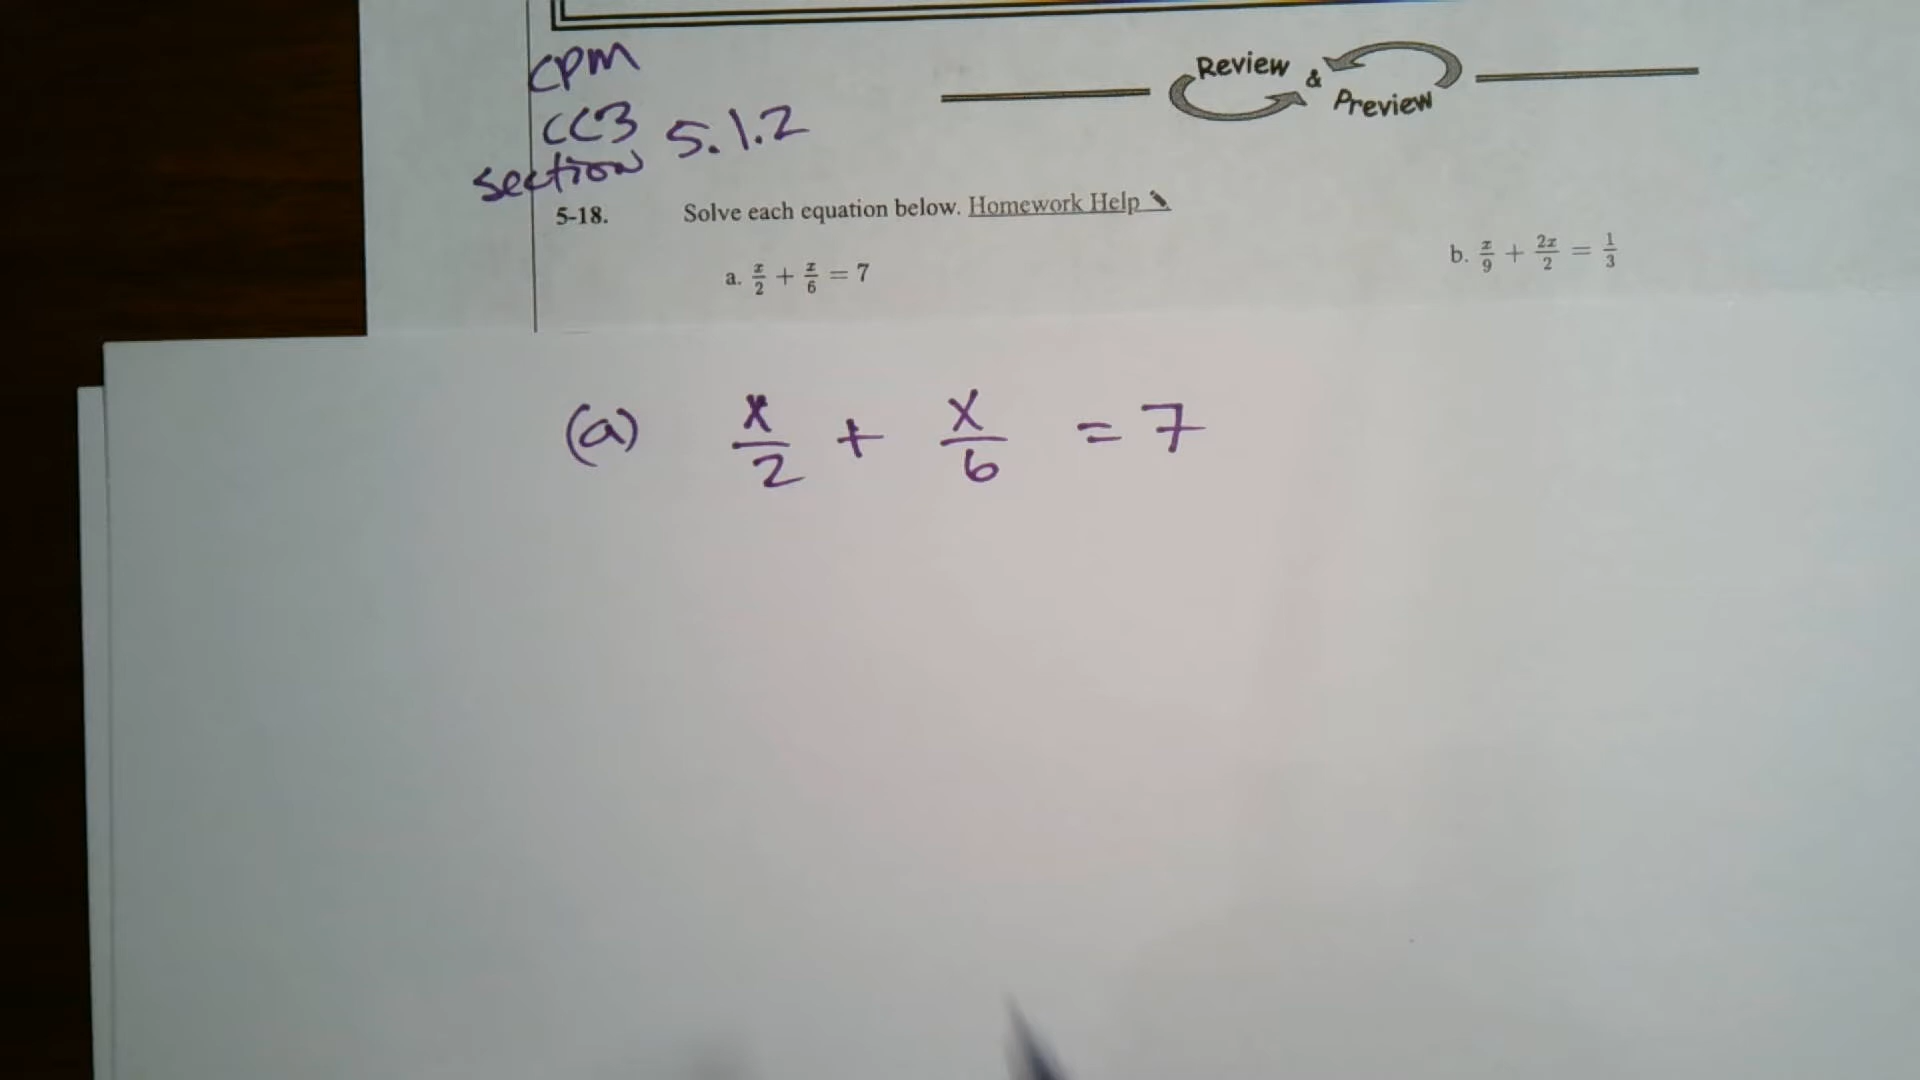 CPM
CC3
section 5.1.2
Review & Preview
5-18. Solve each equation below. Homework Help
a. x/2 + x/6 = 7
b. x/9 + 2x/2 = 1/3
(a) x/2 + x/6 = 7